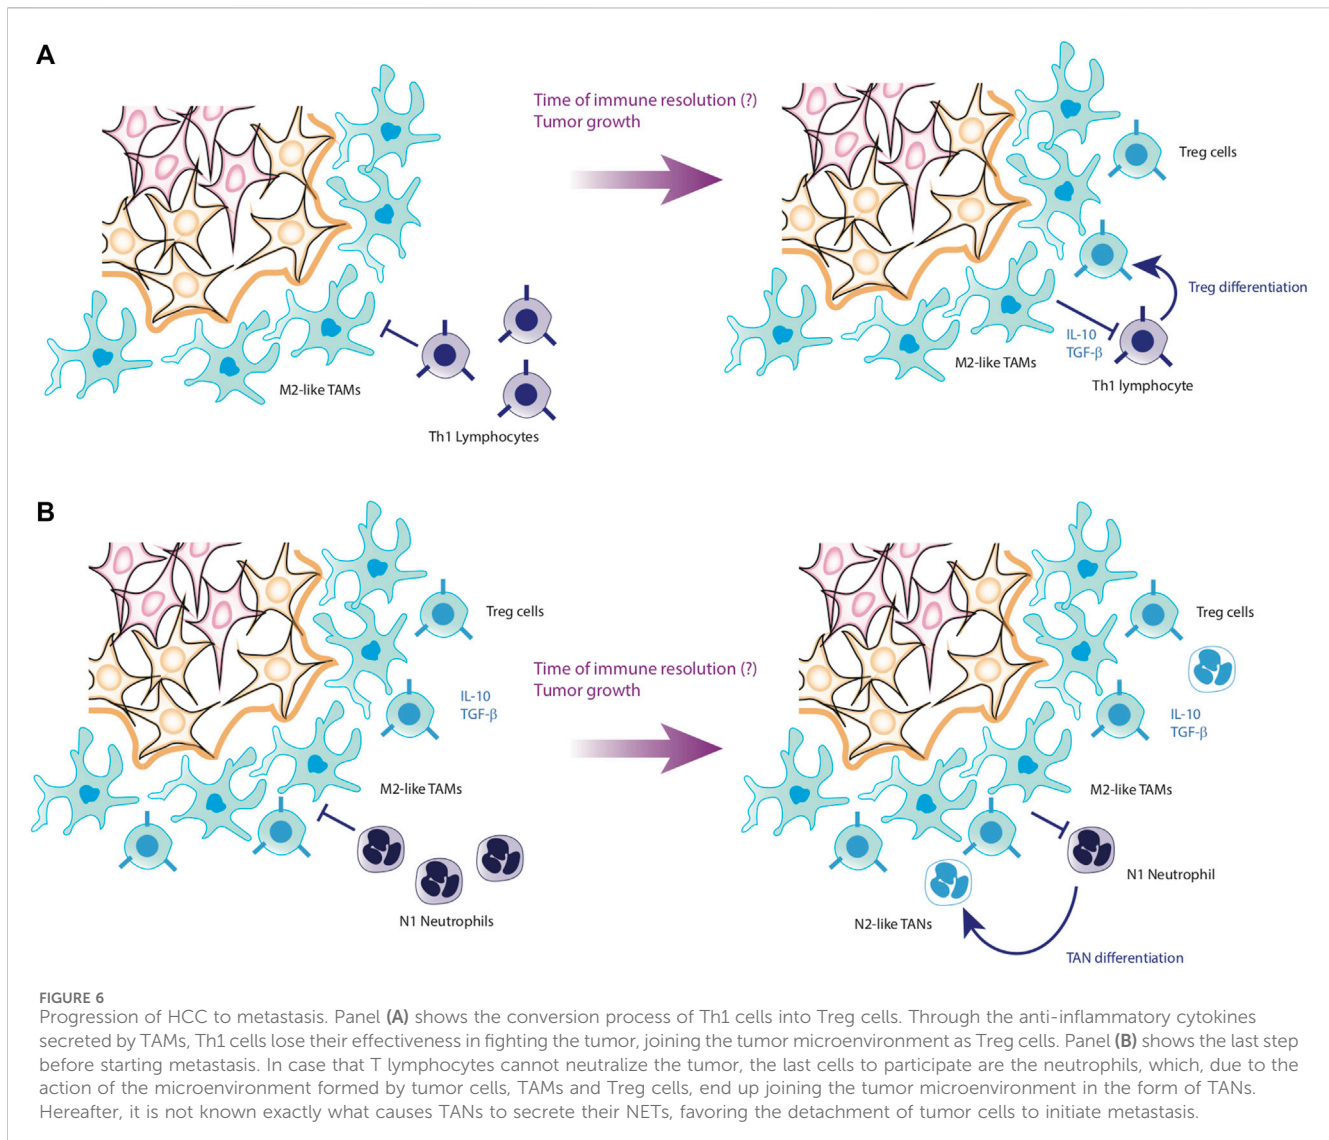 A
Time of immune resolution (?)
Tumor growth
M2-like TAMs
Th1 Lymphocytes
Treg cells
Treg differentiation
IL-10
TGF-β
M2-like TAMs
Th1 lymphocyte
B
Treg cells
IL-10
TGF-β
M2-like TAMs
N1 Neutrophils
Time of immune resolution (?)
Tumor growth
Treg cells
IL-10
TGF-β
M2-like TAMs
N1 Neutrophil
N2-like TANs
TAN differentiation
FIGURE 6
Progression of HCC to metastasis. Panel (A) shows the conversion process of Th1 cells into Treg cells. Through the anti-inflammatory cytokines
secreted by TAMs, Th1 cells lose their effectiveness in fighting the tumor, joining the tumor microenvironment as Treg cells. Panel (B) shows the last step
before starting metastasis. In case that T lymphocytes cannot neutralize the tumor, the last cells to participate are the neutrophils, which, due to the
action of the microenvironment formed by tumor cells, TAMs and Treg cells, end up joining the tumor microenvironment in the form of TANs.
Hereafter, it is not known exactly what causes TANs to secrete their NETs, favoring the detachment of tumor cells to initiate metastasis.